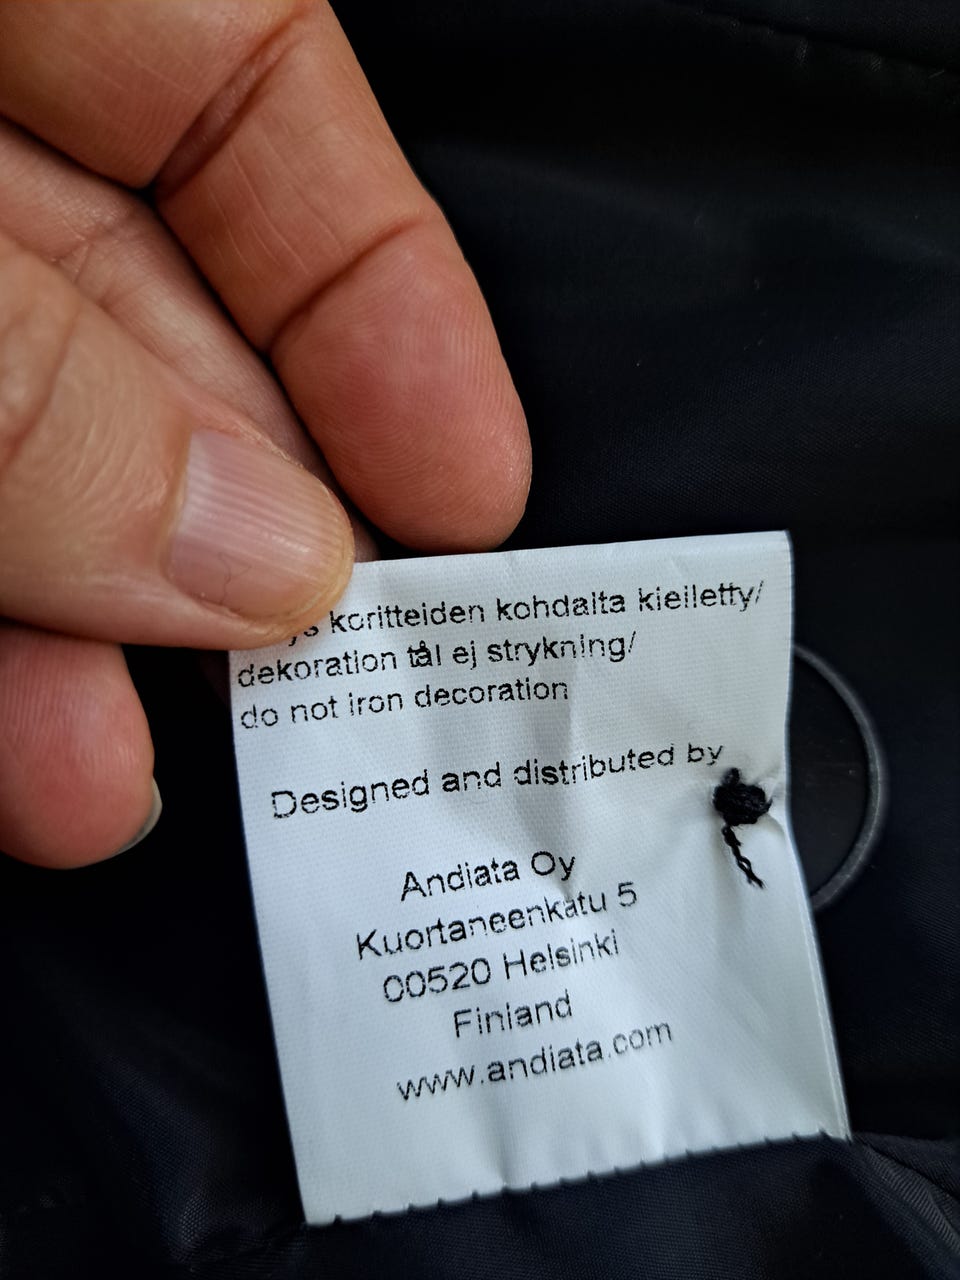 koritteiden kohdalta kielletty/
dekoration tål ej strykning/
do not iron decoration
Designed and distributed by
Andiata Oy
Kuortaneenkatu 5
00520 Helsinki
Finland
www.andiata.com